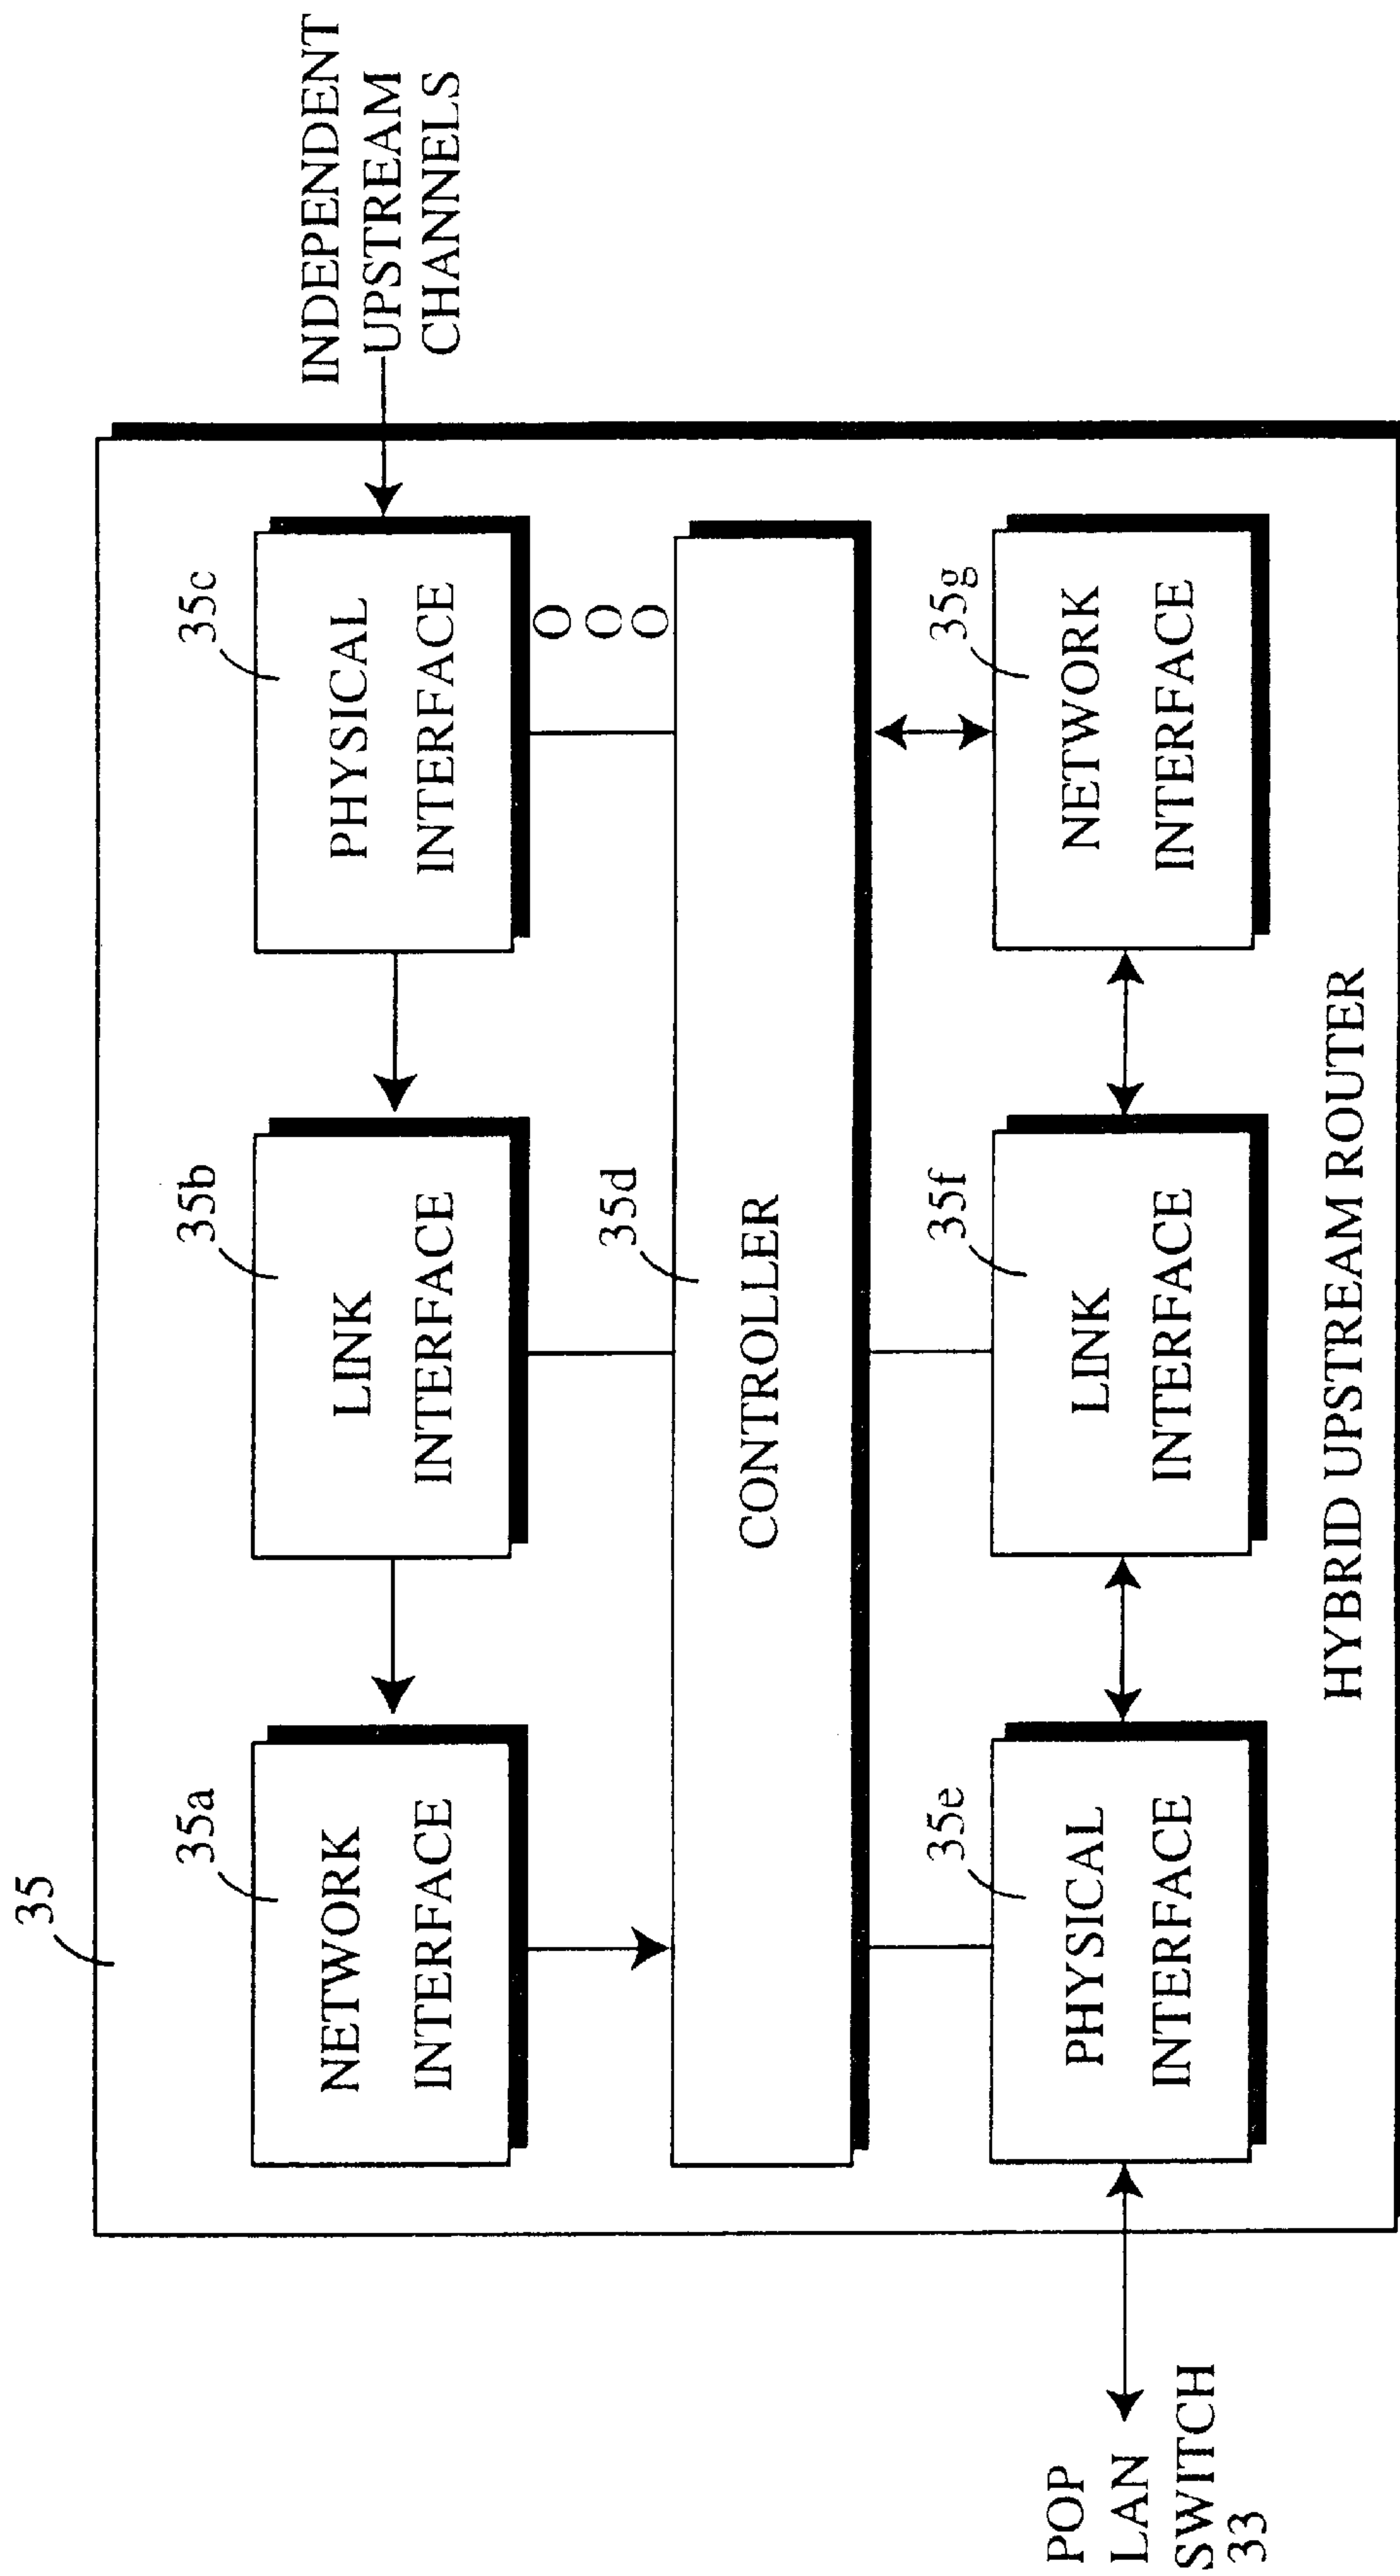 35
35a
NETWORK
INTERFACE
35b
LINK
INTERFACE
35c
PHYSICAL
INTERFACE
INDEPENDENT
UPSTREAM
CHANNELS
O O O
35d
CONTROLLER
35e
PHYSICAL
INTERFACE
35f
LINK
INTERFACE
35g
NETWORK
INTERFACE
POP
LAN
SWITCH
33
HYBRID UPSTREAM ROUTER